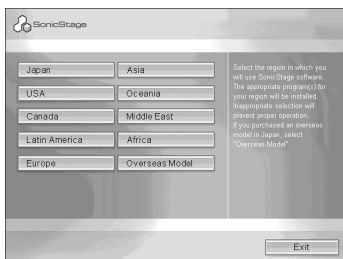 SonicStage
Japan
Asia
USA
Oceania
Canada
Middle East
Latin America
Africa
Europe
Overseas Model
Select the region in which you
will use SonicStage software.
The appropriate program(s) for
your region will be installed.
Inappropriate selection will
prevent proper operation.
If you purchased an overseas
model in Japan, select
"Overseas Model".
Exit